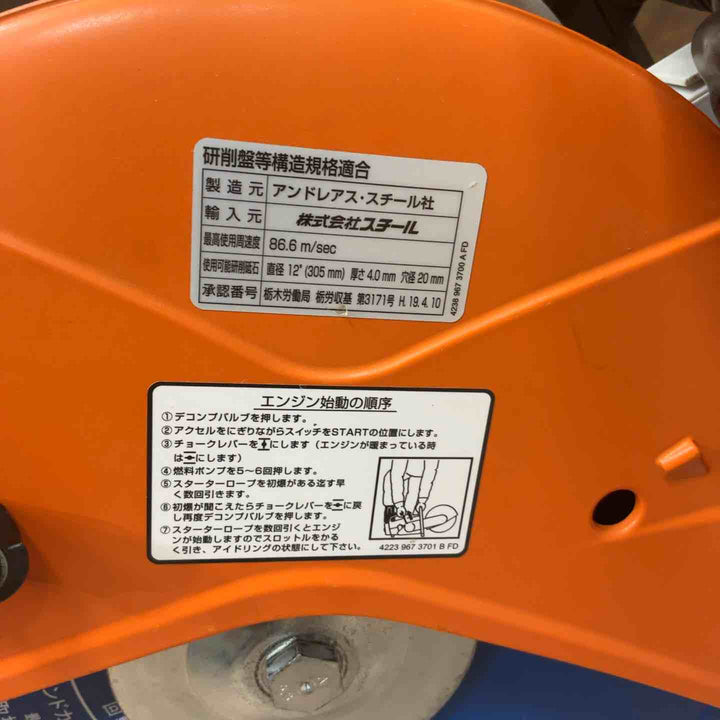 研削盤等構造規格適合
製造元 アンドレアス・スチール社
輸入元 株式会社スチール
最高使用周速度 86.6 m/sec
使用可能研削砥石 直径 12" (305 mm) 厚さ 4.0 mm 穴径 20 mm
承認番号 栃木労働局 栃労収基 第3171号 H. 19. 4. 10
4238 967 3700 A FD
エンジン始動の順序
①デコンプバルブを押します。
②アクセルをにぎりながらスイッチをSTARTの位置にします。
③チョークレバーをにします（エンジンが暖まっている時
はにします）
④燃料ポンプを5〜6回押します。
⑤スターターロープを初爆がある迄す早
く数回引きます。
⑥初爆が聞こえたらチョークレバーをに戻
し再度デコンプバルブを押します。
⑦スターターロープを数回引くとエンジ
ンが始動しますのでスロットルをかる
く引き、アイドリングの状態にして下さい。
4223 967 3701 B FD